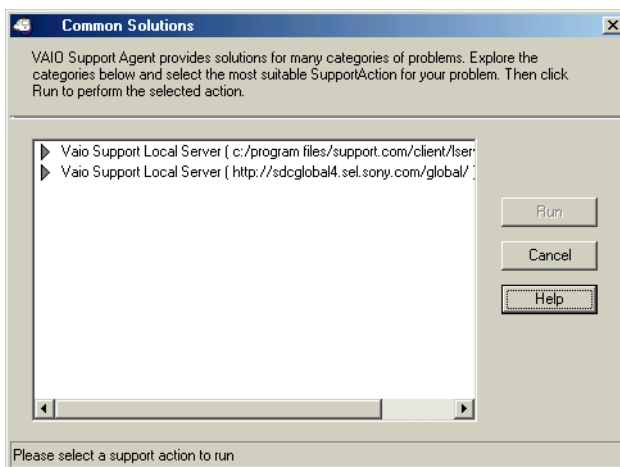 Common Solutions
VAIO Support Agent provides solutions for many categories of problems. Explore the
categories below and select the most suitable SupportAction for your problem. Then click
Run to perform the selected action.
Vaio Support Local Server ( c:/program files/support.com/client/lser
Vaio Support Local Server ( http://sdcglobal4.sel.sony.com/global/ )
Run
Cancel
Help
Please select a support action to run